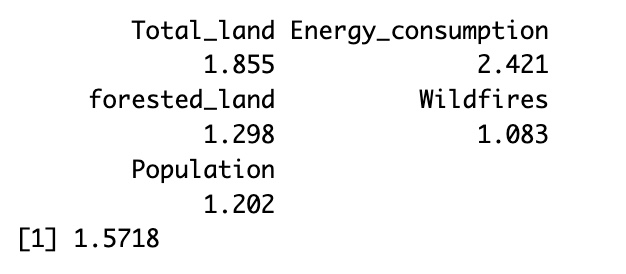 Total_land Energy_consumption
1.855 2.421
forested_land Wildfires
1.298 1.083
Population
1.202
[1] 1.5718